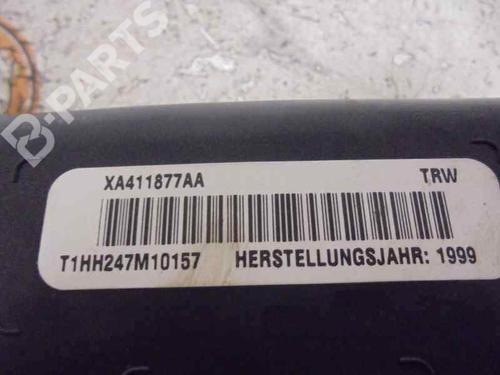 B-PARTS
XA411877AA TRW
T1HH247M10157 HERSTELLUNGSJAHR: 1999